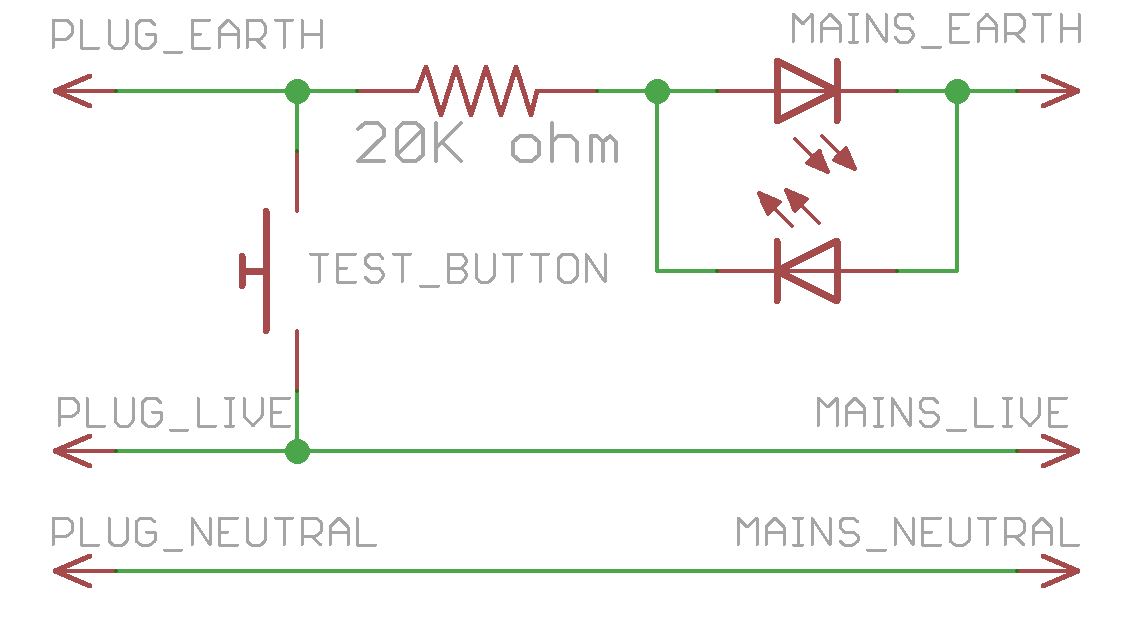 PLUG_EARTH
MAINS_EARTH
20K ohm
TEST_BUTTON
PLUG_LIVE
MAINS_LIVE
PLUG_NEUTRAL
MAINS_NEUTRAL